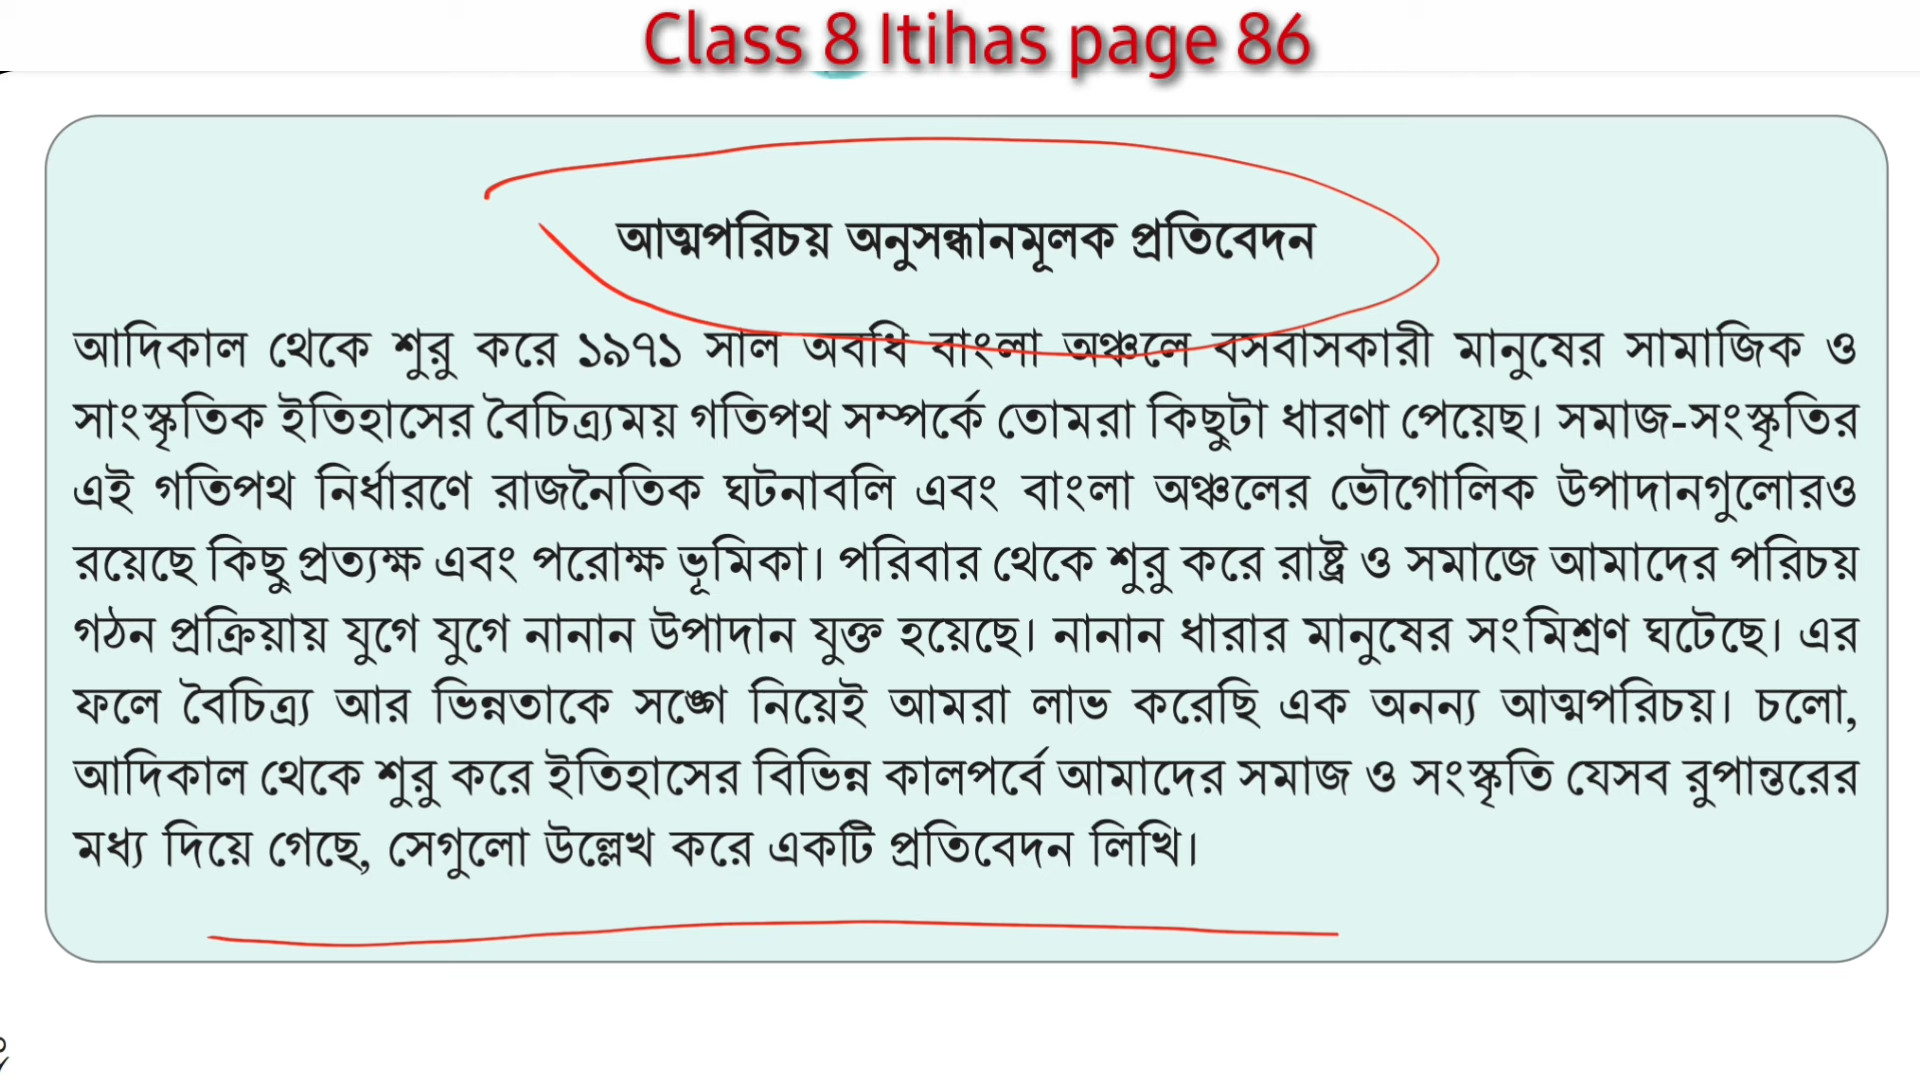 Class 8 Itihas page 86
আত্মপরিচয় অনুসন্ধানমূলক প্রতিবেদন
আদিকাল থেকে শুরু করে ১৯৭১ সাল অবধি বাংলা অঞ্চলে বসবাসকারী মানুষের সামাজিক ও
সাংস্কৃতিক ইতিহাসের বৈচিত্র্যময় গতিপথ সম্পর্কে তোমরা কিছুটা ধারণা পেয়েছ। সমাজ-সংস্কৃতির
এই গতিপথ নির্ধারণে রাজনৈতিক ঘটনাবলি এবং বাংলা অঞ্চলের ভৌগোলিক উপাদানগুলোরও
রয়েছে কিছু প্রত্যক্ষ এবং পরোক্ষ ভূমিকা। পরিবার থেকে শুরু করে রাষ্ট্র ও সমাজে আমাদের পরিচয়
গঠন প্রক্রিয়ায় যুগে যুগে নানান উপাদান যুক্ত হয়েছে। নানান ধারার মানুষের সংমিশ্রণ ঘটেছে। এর
ফলে বৈচিত্র্য আর ভিন্নতাকে সঙ্গে নিয়েই আমরা লাভ করেছি এক অনন্য আত্মপরিচয়। চলো,
আদিকাল থেকে শুরু করে ইতিহাসের বিভিন্ন কালপর্বে আমাদের সমাজ ও সংস্কৃতি যেসব রুপান্তরের
মধ্য দিয়ে গেছে, সেগুলো উল্লেখ করে একটি প্রতিবেদন লিখি।